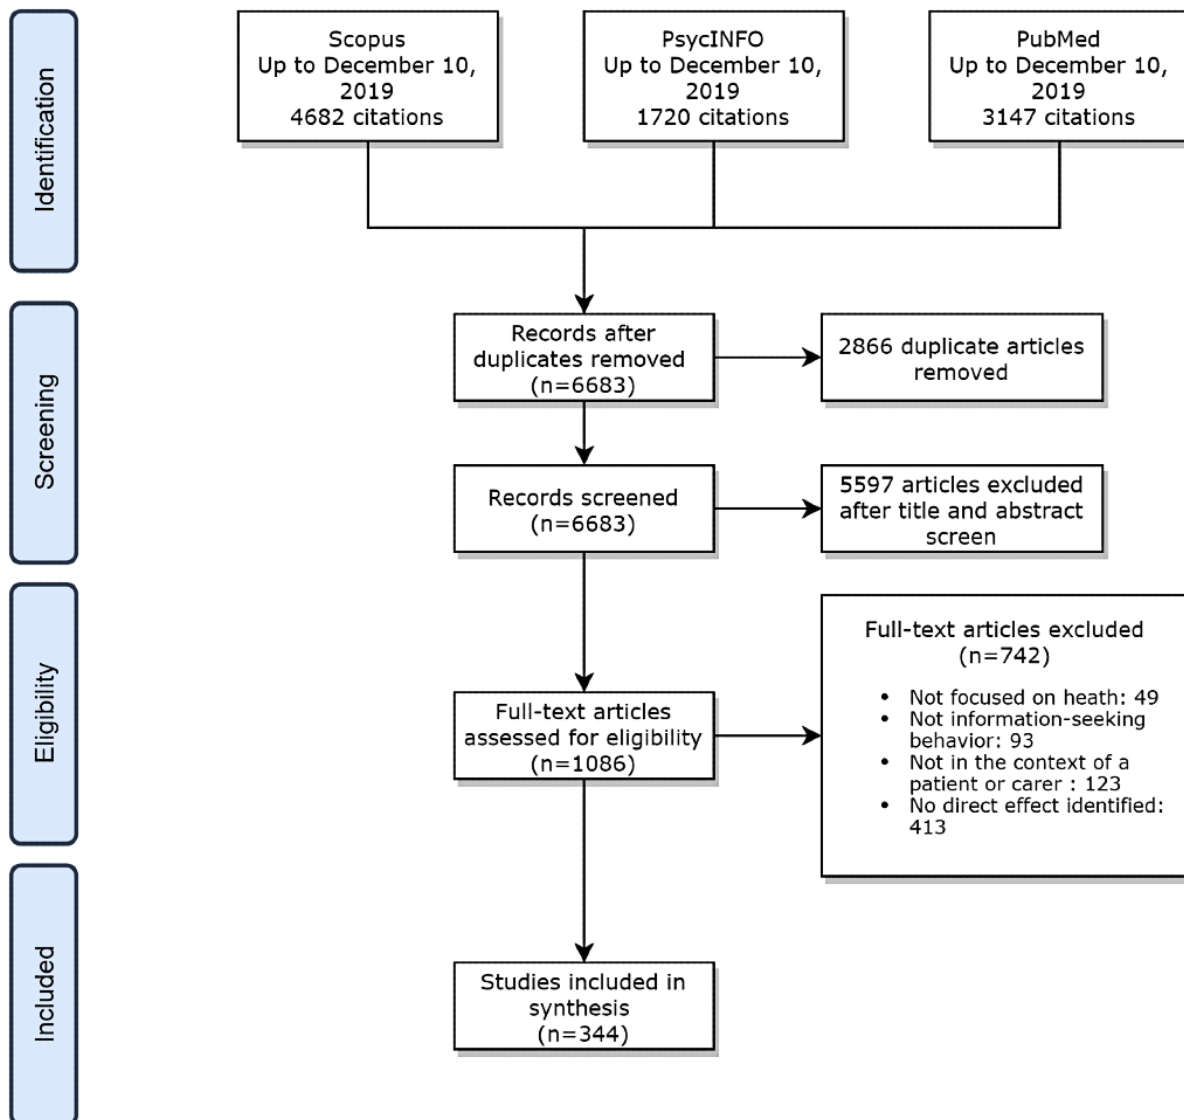 Identification
Scopus
Up to December 10,
2019
4682 citations
PsycINFO
Up to December 10,
2019
1720 citations
PubMed
Up to December 10,
2019
3147 citations
Screening
Records after
duplicates removed
(n=6683)
2866 duplicate articles
removed
Records screened
(n=6683)
5597 articles excluded
after title and abstract
screen
Eligibility
Full-text articles
assessed for eligibility
(n=1086)
Full-text articles excluded
(n=742)
• Not focused on heath: 49
• Not information-seeking
behavior: 93
• Not in the context of a
patient or carer : 123
• No direct effect identified:
413
Included
Studies included in
synthesis
(n=344)